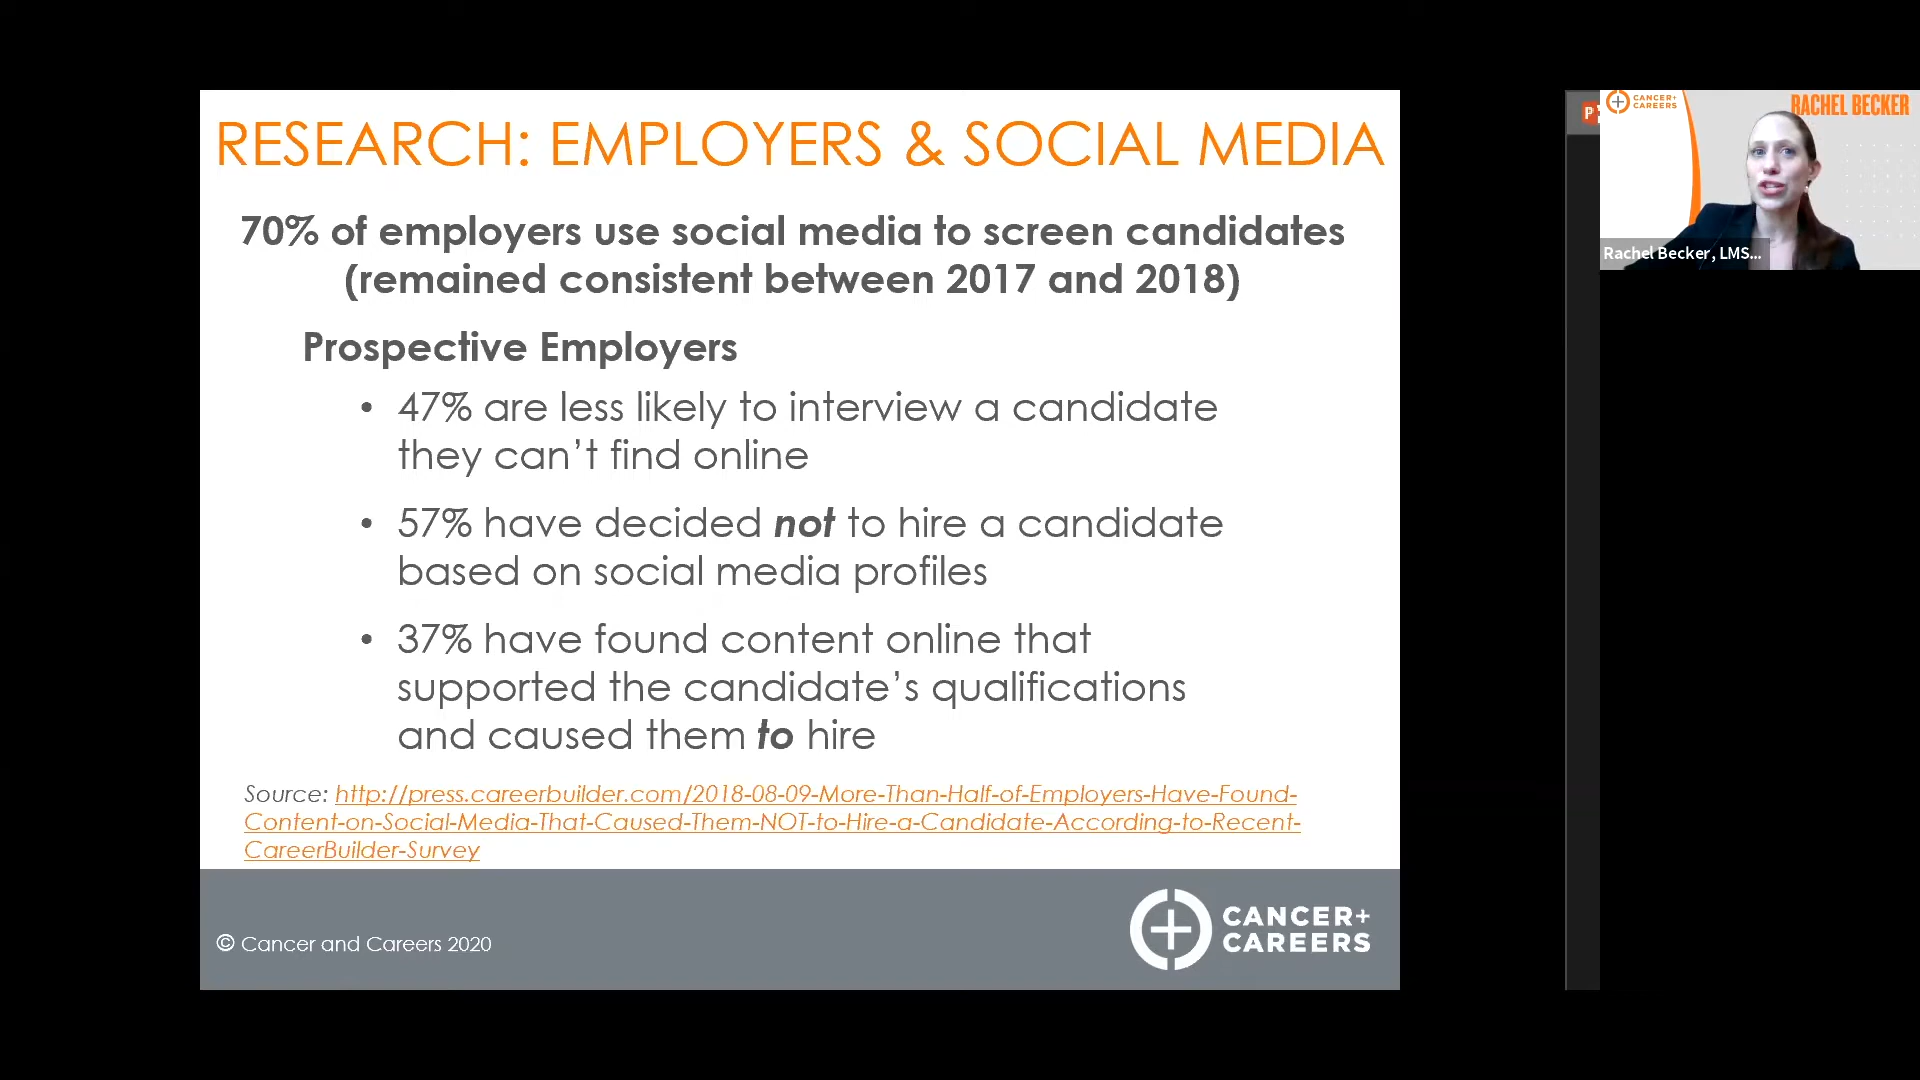 RESEARCH: EMPLOYERS & SOCIAL MEDIA
70% of employers use social media to screen candidates
(remained consistent between 2017 and 2018)
Prospective Employers
• 47% are less likely to interview a candidate
they can’t find online
• 57% have decided not to hire a candidate
based on social media profiles
• 37% have found content online that
supported the candidate’s qualifications
and caused them to hire
Source: http://press.careerbuilder.com/2018-08-09-More-Than-Half-of-Employers-Have-Found-
Content-on-Social-Media-That-Caused-Them-NOT-to-Hire-a-Candidate-According-to-Recent-
CareerBuilder-Survey
© Cancer and Careers 2020
CANCER+
CAREERS
CANCER+
CAREERS
RACHEL BECKER
Rachel Becker, LMS...